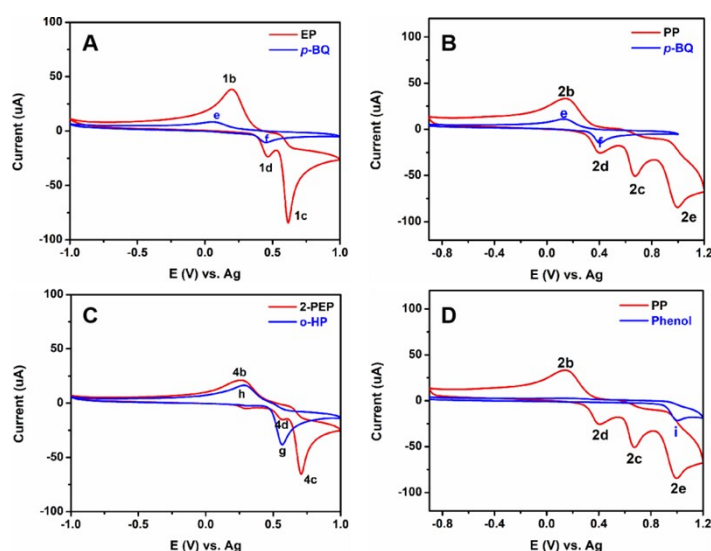 A
EP
p-BQ
1b
e
f
1d
1c
Current (uA)
100
50
0
-50
-100
-1.0
-0.5
0.0
0.5
1.0
E (V) vs. Ag
B
PP
p-BQ
2b
e
f
2d
2c
2e
Current (uA)
100
50
0
-50
-100
-0.8
-0.4
0.0
0.4
0.8
1.2
E (V) vs. Ag
C
2-PEP
o-HP
4b
h
4d
g
4c
Current (uA)
100
50
0
-50
-100
-1.0
-0.5
0.0
0.5
1.0
E (V) vs. Ag
D
PP
Phenol
2b
2d
2c
i
2e
Current (uA)
100
50
0
-50
-100
-0.8
-0.4
0.0
0.4
0.8
1.2
E (V) vs. Ag